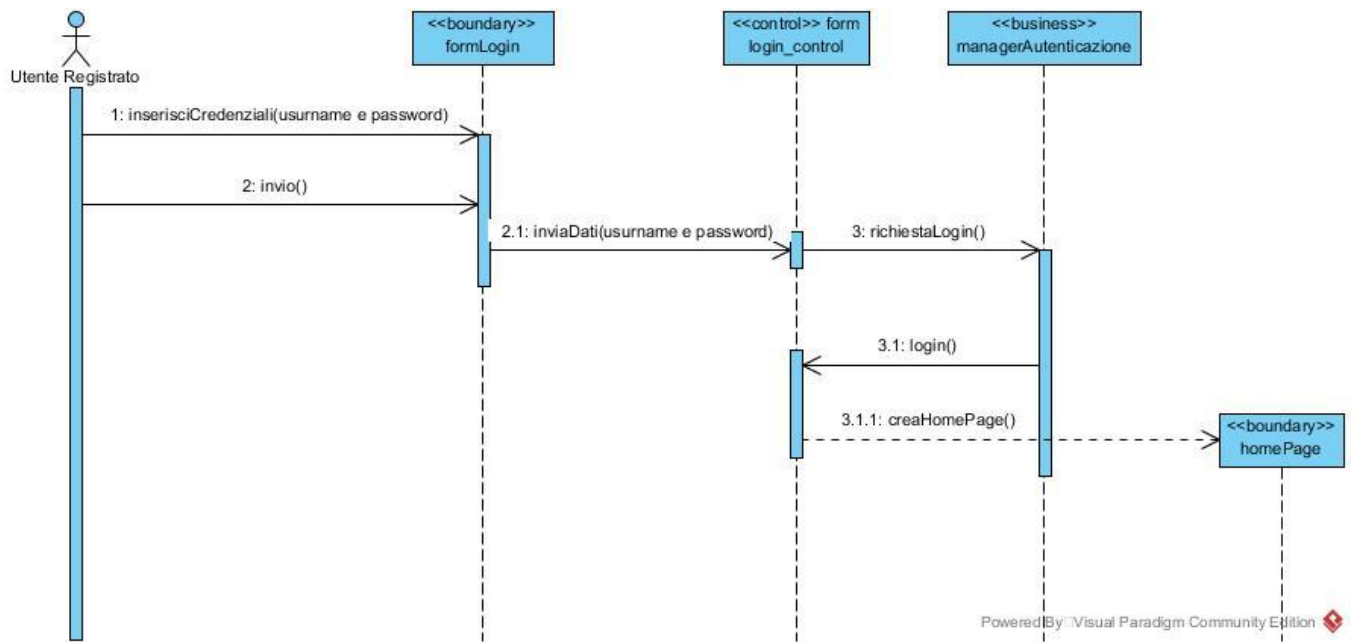 <<boundary>>
formLogin
<<control>> form
login_control
<<business>>
managerAutenticazione
Utente Registrato
1: inserisciCredenziali(usurname e password)
2: invio()
2.1: inviaDati(usurname e password)
3: richiestaLogin()
3.1: login()
3.1.1: creaHomePage()
<<boundary>>
homePage
Powered By Visual Paradigm Community Edition